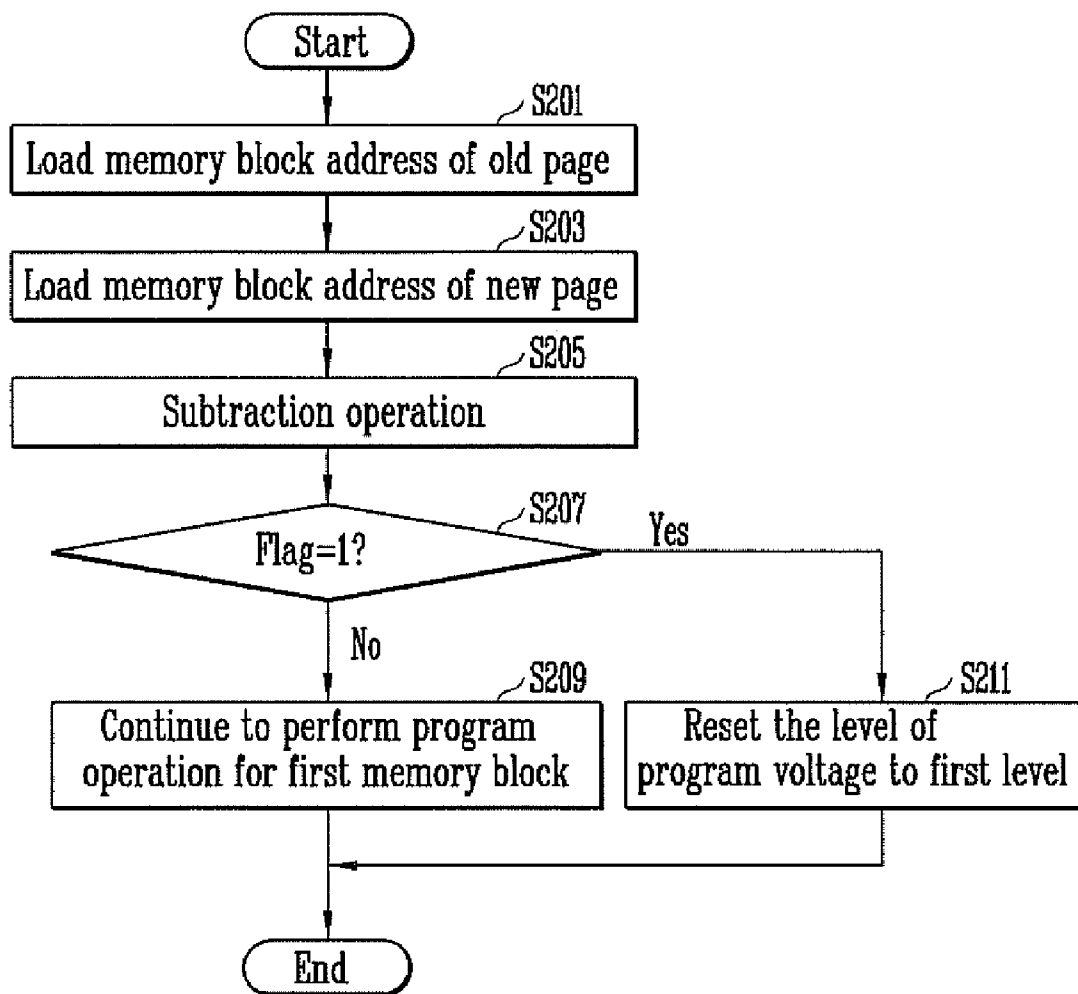 Start
S201
Load memory block address of old page
S203
Load memory block address of new page
S205
Subtraction operation
S207
Flag=1?
Yes
No
S209
Continue to perform program
operation for first memory block
S211
Reset the level of
program voltage to first level
End